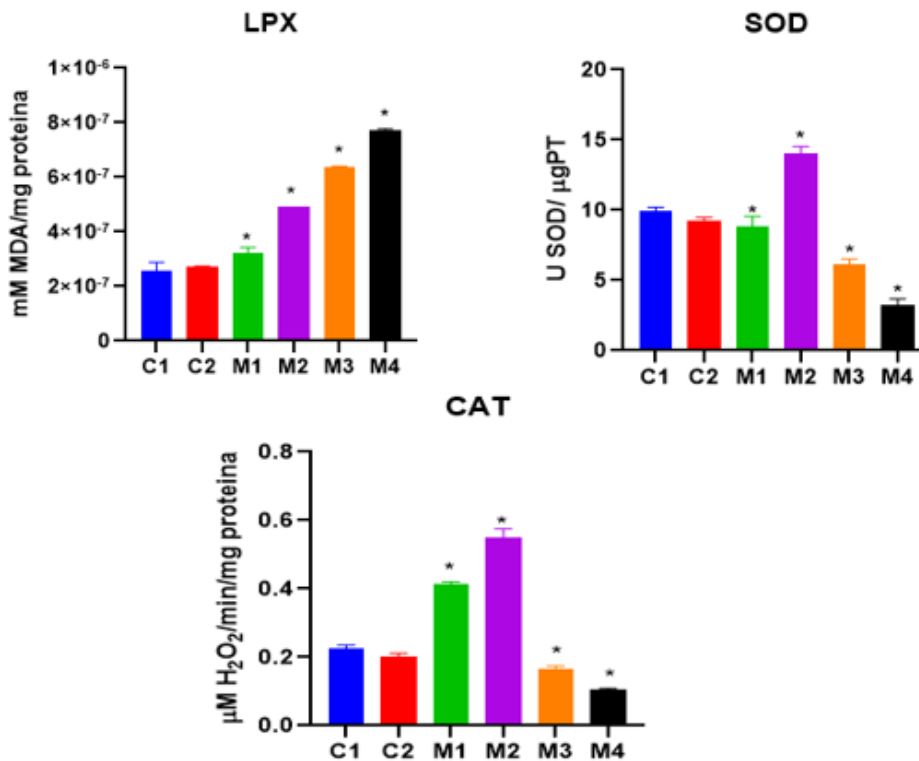 LPX
mM MDA/mg proteina
1×10⁻⁶
8×10⁻⁷
6×10⁻⁷
4×10⁻⁷
2×10⁻⁷
0
* * * *
C1 C2 M1 M2 M3 M4
SOD
U SOD/ µgPT
20
15
10
5
0
* * * *
C1 C2 M1 M2 M3 M4
CAT
µM H₂O₂/min/mg proteina
0.8
0.6
0.4
0.2
0.0
* * * *
C1 C2 M1 M2 M3 M4